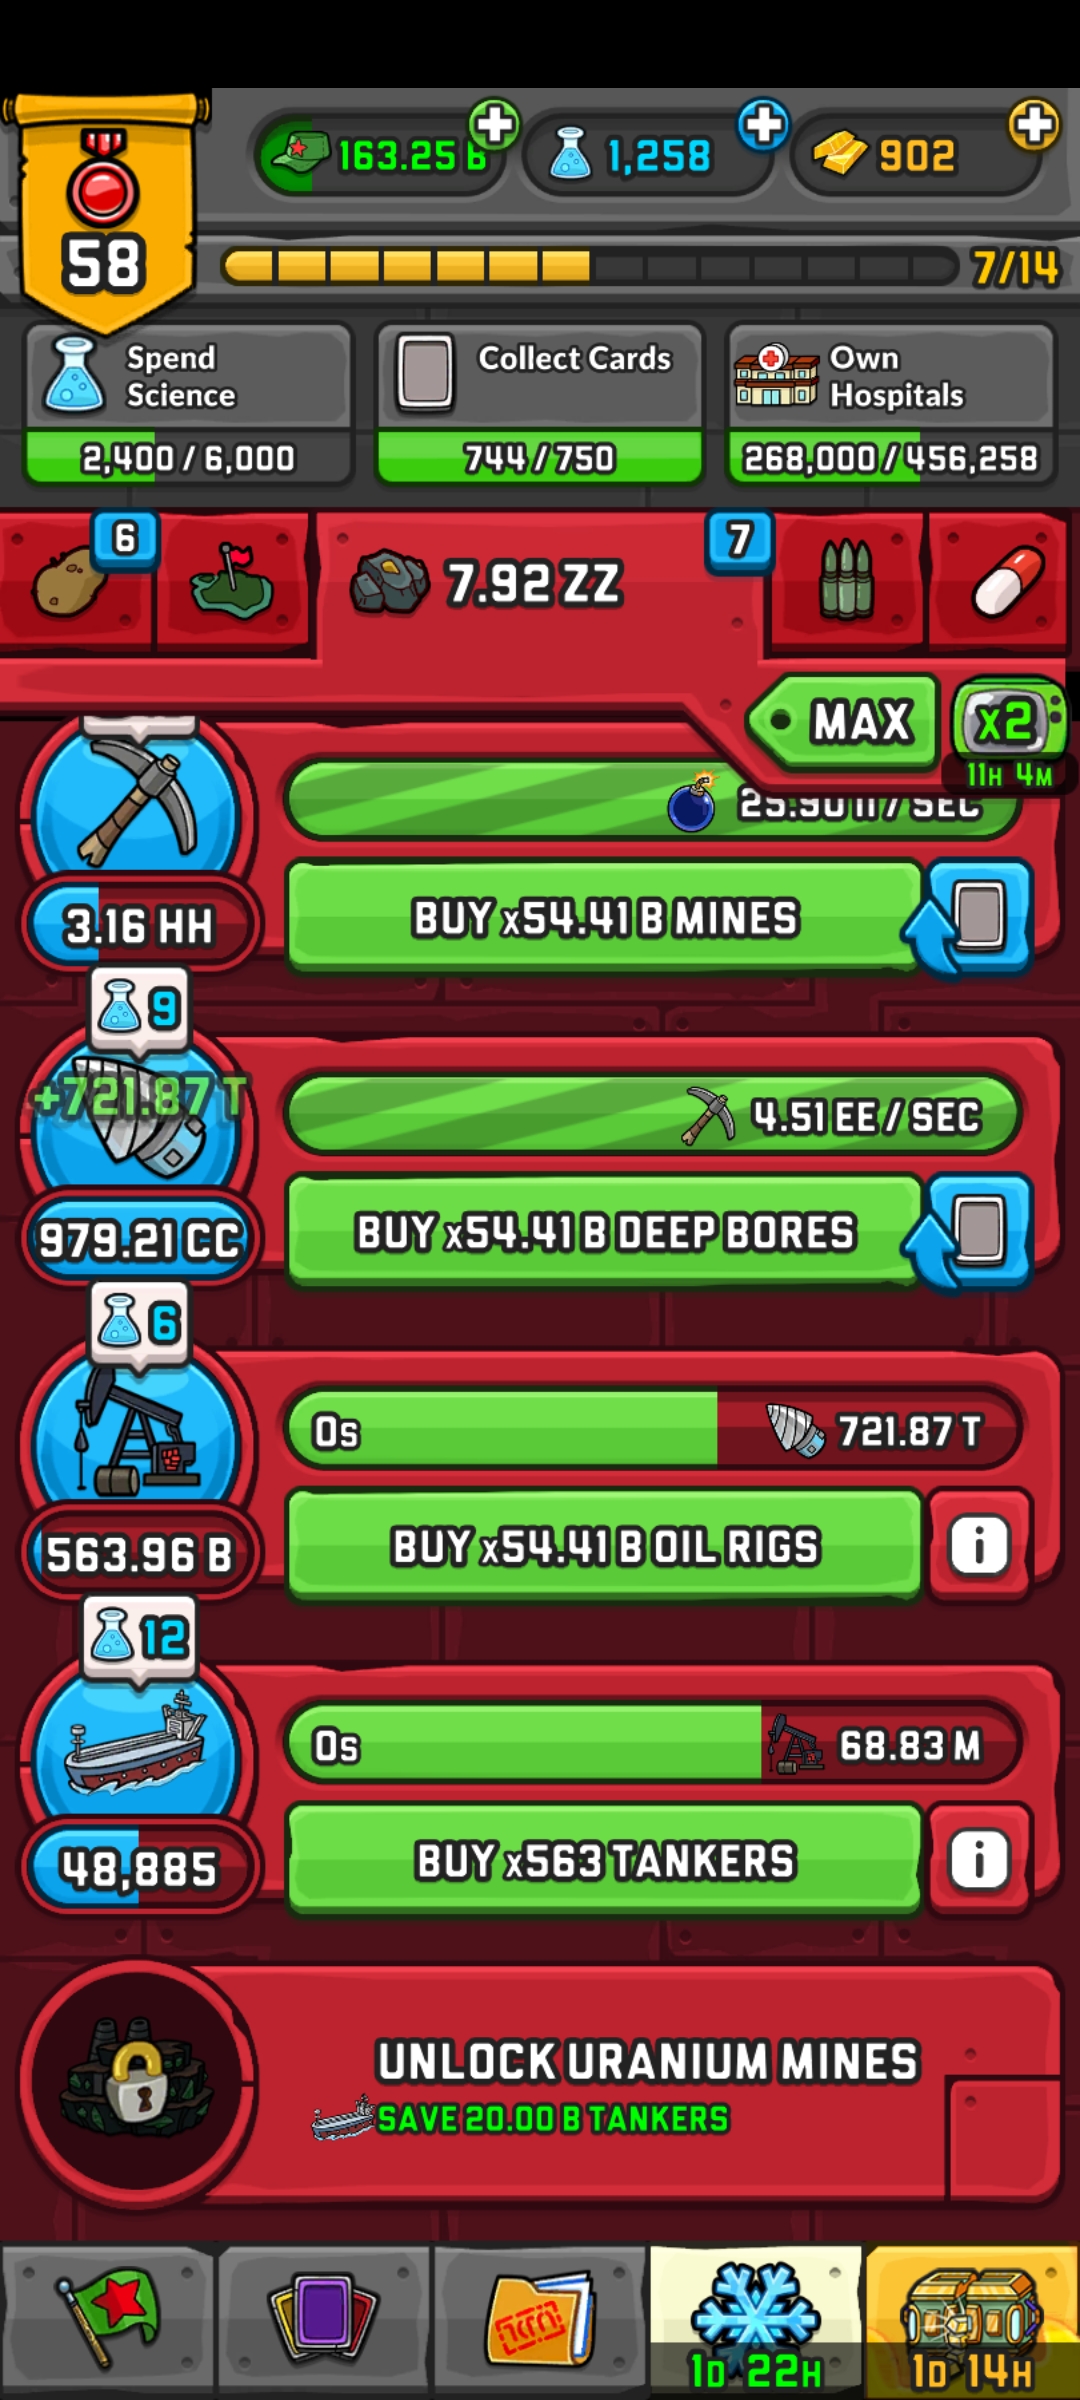 58
163.25 B
1,258
902
7/14
Spend
Science
2,400 / 6,000
Collect Cards
744 / 750
Own
Hospitals
268,000 / 456,258
6
7.92 ZZ
7
MAX
x2
11H 4M
3.16 HH
BUY x54.41 B MINES
9
+721.87 T
4.51 EE / SEC
979.21 CC
BUY x54.41 B DEEP BORES
6
0s
721.87 T
563.96 B
BUY x54.41 B OIL RIGS
i
12
0s
68.83 M
48,885
BUY x563 TANKERS
i
UNLOCK URANIUM MINES
SAVE 20.00 B TANKERS
1D 22H
1D 14H